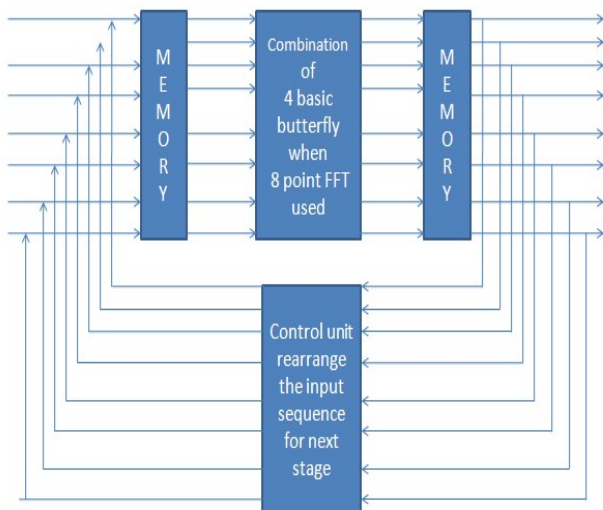 M
E
M
O
R
Y
Combination
of
4 basic
butterfly
when
8 point FFT
used
M
E
M
O
R
Y
Control unit
rearrange
the input
sequence
for next
stage